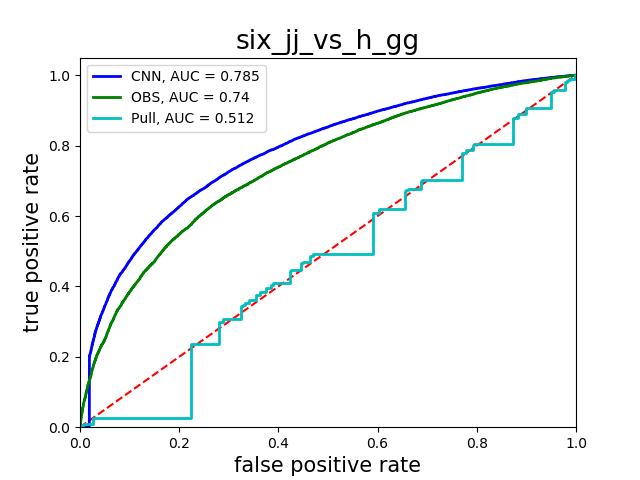 six_jj_vs_h_gg
CNN, AUC = 0.785
OBS, AUC = 0.74
Pull, AUC = 0.512
true positive rate
1.0
0.8
0.6
0.4
0.2
0.0
0.0 0.2 0.4 0.6 0.8 1.0
false positive rate